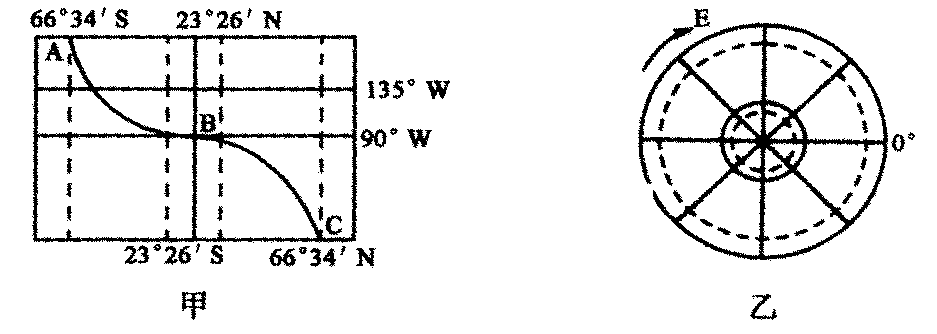 66°34′ S
23°26′ N
A
135° W
B
90° W
C
23°26′ S
66°34′ N
甲
E
0°
乙